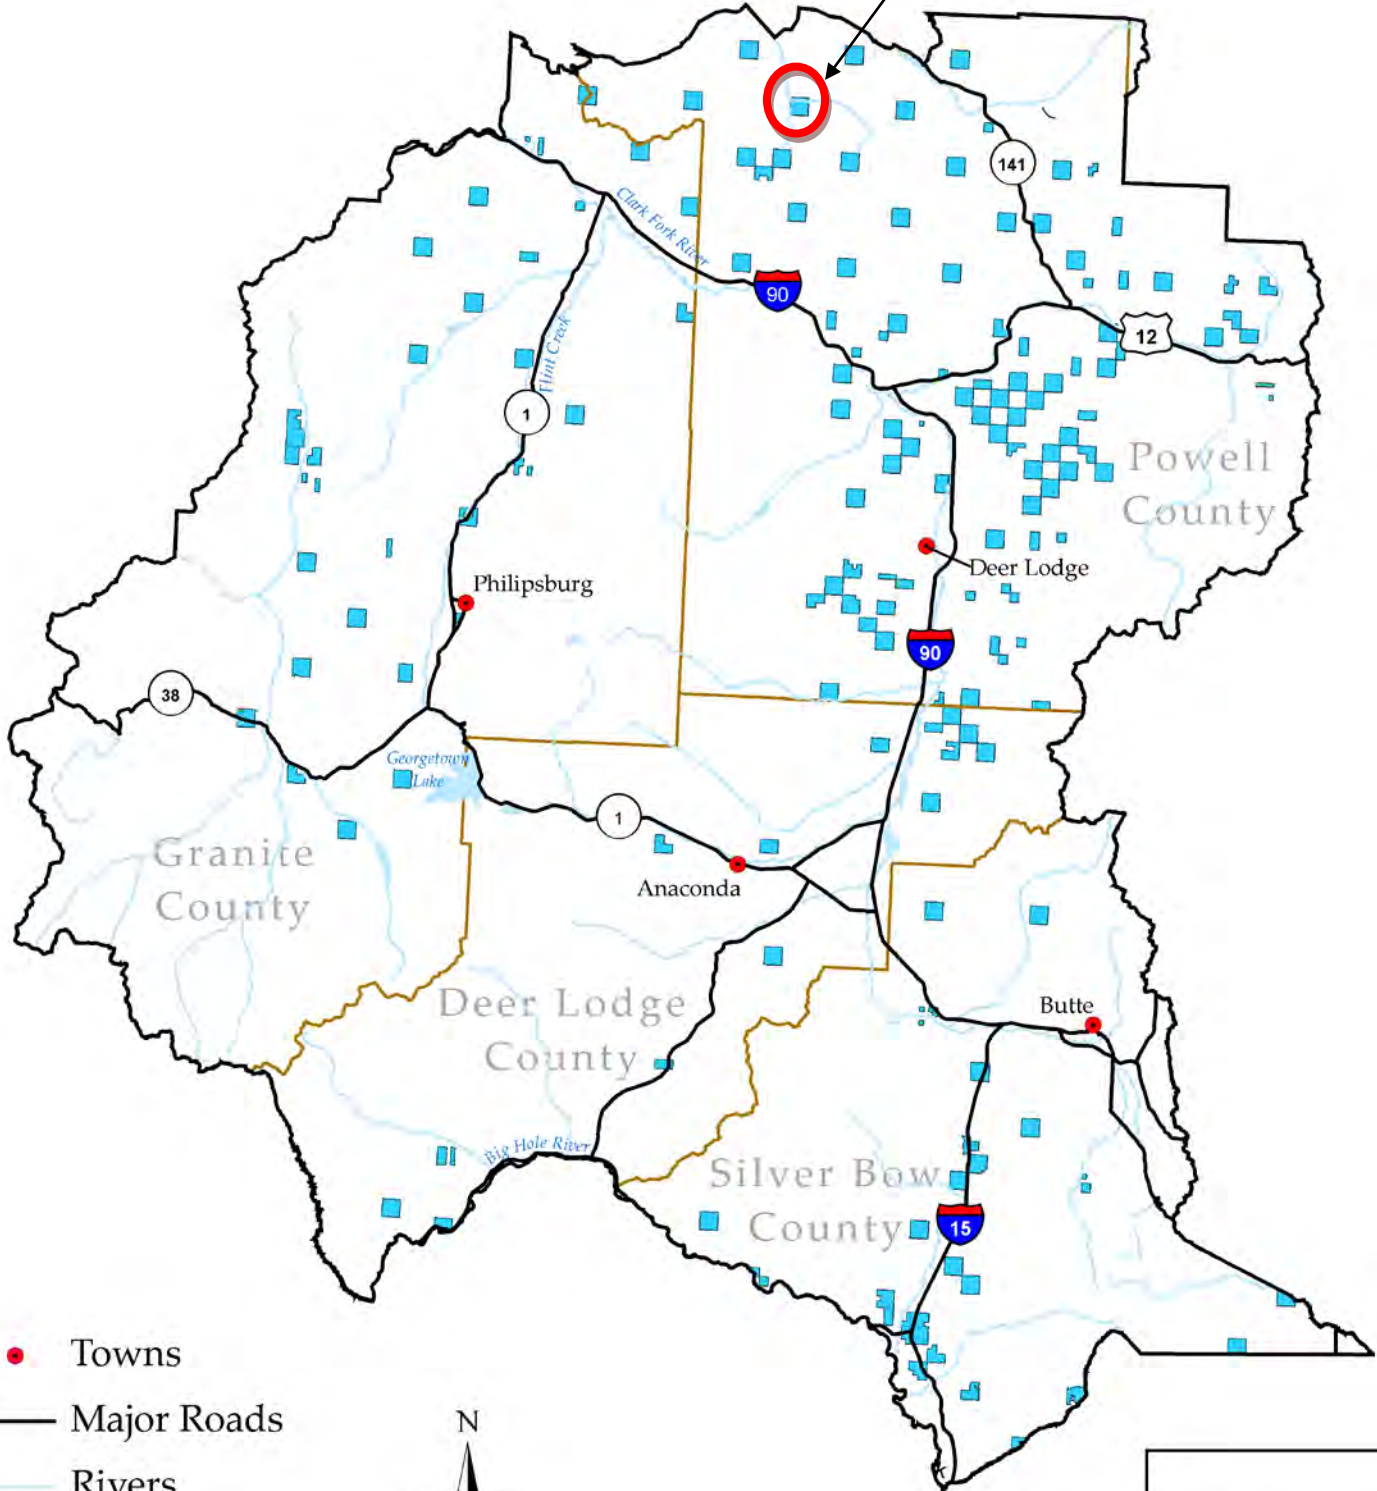 141
Clark Fork River
90
12
Flint Creek
1
Powell
County
Deer Lodge
Philipsburg
90
38
Georgetown
Lake
1
Granite
County
Anaconda
Deer Lodge
County
Butte
Big Hole River
Silver Bow
County
15
Towns
Major Roads
N
Rivers